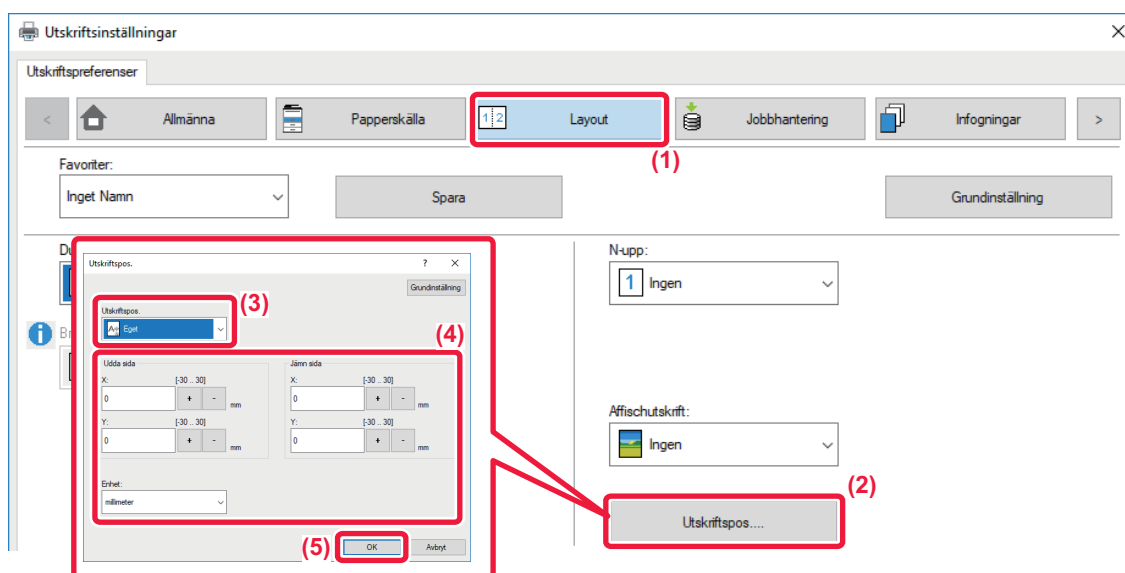 Utskriftsinställningar
Utskriftspreferenser
< Allmänna Papperskälla 1 2 Layout Jobbhantering Infogningar >
(1)
Favoriter:
Inget Namn Spara Grundinställning
Du
Utskriftspos. ? ×
Grundinställning
Utskriftspos.
(3)
Eget
(4)
Udda sida Jämn sida
X: [-30 .. 30] X: [-30 .. 30]
0 + - mm 0 + - mm
Y: [-30 .. 30] Y: [-30 .. 30]
0 + - mm 0 + - mm
Enhet:
millimeter
(5) OK Avbryt
i Br
N-upp:
1 Ingen
Affischutskrift:
Ingen
(2)
Utskriftspos....